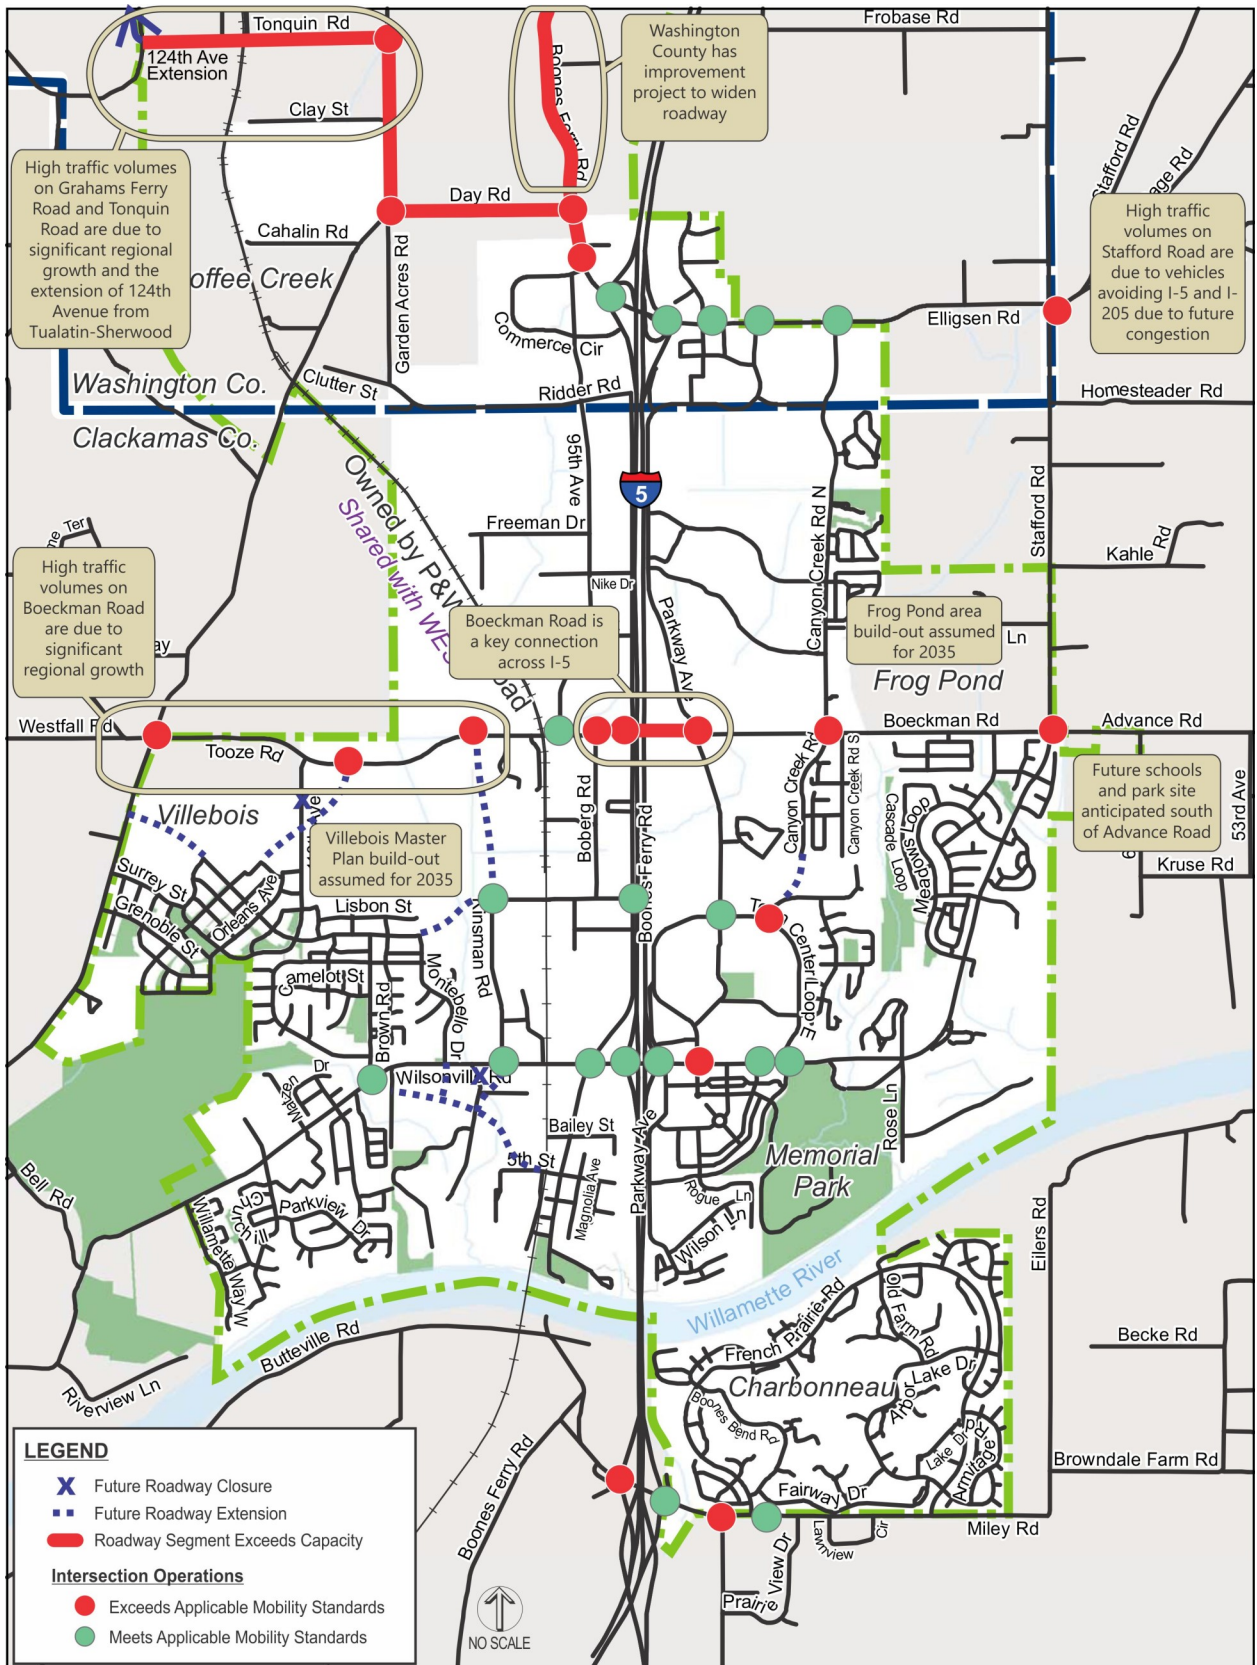 Tonquin Rd
Frobase Rd
124th Ave
Extension
Boones Ferry Rd
Washington
County has
improvement
project to widen
roadway
Clay St
Stafford Rd
High traffic volumes
on Grahams Ferry
Road and Tonquin
Road are due to
significant regional
growth and the
extension of 124th
Avenue from
Tualatin-Sherwood
Day Rd
High traffic
volumes on
Stafford Road are
due to vehicles
avoiding I-5 and I-
205 due to future
congestion
Cahalin Rd
Garden Acres Rd
Elligsen Rd
Commerce Cir
Washington Co.
Clutter St
Ridder Rd
Homesteader Rd
Clackamas Co.
95th Ave
5
Owned by P&W
Shared with WES
Canyon Creek Rd N
Stafford Rd
Freeman Dr
Kahle Rd
Nike Dr
High traffic
volumes on
Boeckman Road
are due to
significant
regional growth
Boeckman Road is
a key connection
across I-5
Parkway Ave
Frog Pond area
build-out assumed
for 2035
Ln
Frog Pond
Westfall Rd
Tooze Rd
Boeckman Rd
Advance Rd
Future schools
and park site
anticipated south
of Advance Road
53rd Ave
Villebois
Villebois Master
Plan build-out
assumed for 2035
Boberg Rd
Boones Ferry Rd
Canyon Creek Rd
Canyon Creek Rd S
Cascade Loop
Meadows Loop
Kruse Rd
Surrey St
Grenoble St
Orleans Ave
Lisbon St
Town Center Loop E
Camelot St
Brown Rd
Montebello Dr
Wilsonville Rd
Matzen Dr
Rose Ln
Bailey St
5th St
Magnolia Ave
Parkway Ave
Memorial
Park
Bell Rd
Willamette Way W
Churchill
Parkview Dr
Rogue Ln
Wilson Ln
Eilers Rd
Willamette River
Butteville Rd
Riverview Ln
French Prairie Rd
Old Farm Rd
Becke Rd
Charbonneau
Arbor Lake Dr
Boones Bend Rd
Lake Dr
Armitage Rd
Browndale Farm Rd
Fairway Dr
Boones Ferry Rd
Miley Rd
Lawnview Cir
Prairie View Dr
LEGEND
X Future Roadway Closure
Future Roadway Extension
Roadway Segment Exceeds Capacity
Intersection Operations
Exceeds Applicable Mobility Standards
Meets Applicable Mobility Standards
NO SCALE